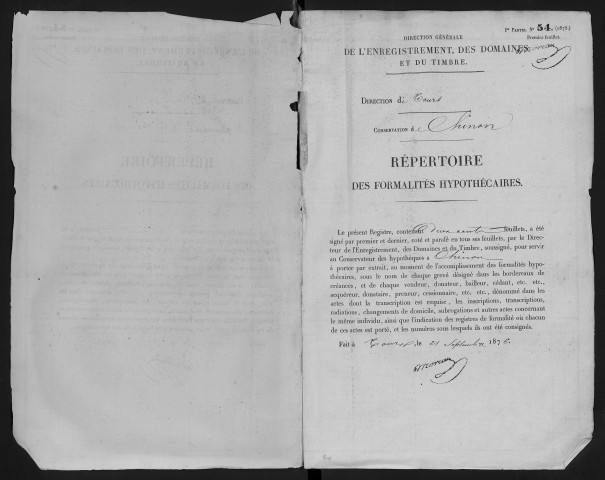 1re PARTIE. No 54 (1876.)
Premier feuillet.
DIRECTION GÉNÉRALE
DE L'ENREGISTREMENT, DES DOMAINES
ET DU TIMBRE.
DIRECTION de Tours
CONSERVATION de Chinon
RÉPERTOIRE
DES FORMALITÉS HYPOTHÉCAIRES.
Le présent Registre, contenant deux cents feuillets, a été
signé par premier et dernier, coté et parafé en tous ses feuillets, par le Direc-
teur de l'Enregistrement, des Domaines et du Timbre, soussigné, pour servir
au Conservateur des hypothèques à Chinon
à porter par extrait, au moment de l'accomplissement des formalités hypo-
thécaires, sous le nom de chaque grevé désigné dans les bordereaux de
créances, et de chaque vendeur, donateur, bailleur, cédant, etc. etc.,
acquéreur, donataire, preneur, cessionnaire, etc. etc., dénommé dans les
actes dont la transcription est requise, les inscriptions, transcriptions,
radiations, changements de domicile, subrogations et autres actes concernant
le même individu, ainsi que l'indication des registres de formalité où chacun
de ces actes est porté, et les numéros sous lesquels ils ont été consignés.
Fait à Tours, le 21 Septembre 1876.